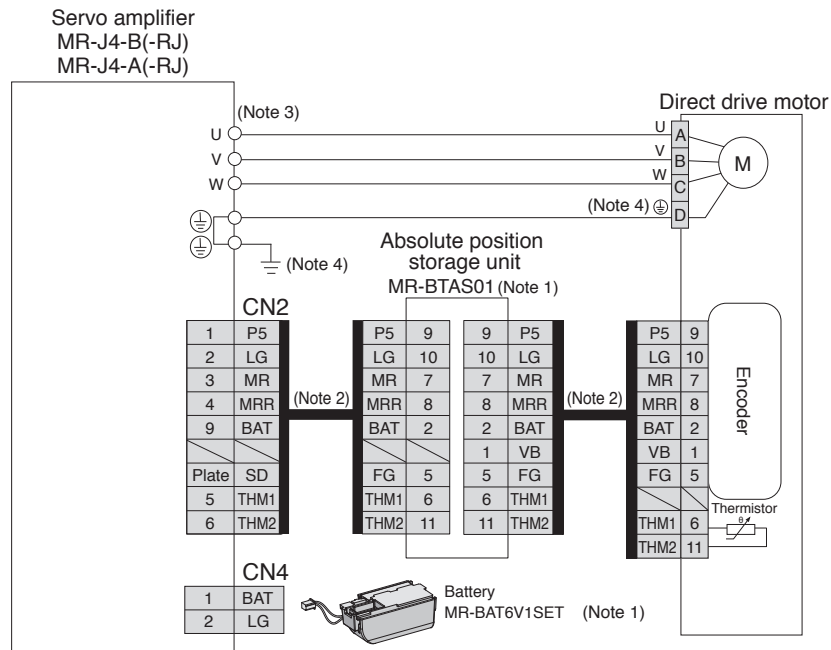 Servo amplifier
MR-J4-B(-RJ)
MR-J4-A(-RJ)
(Note 3)
Direct drive motor
U U A
V V B M
W W C
(Note 4) D
(Note 4)
Absolute position
storage unit
MR-BTAS01 (Note 1)
CN2
1 P5 P5 9 9 P5 P5 9
2 LG LG 10 10 LG LG 10
3 MR MR 7 7 MR MR 7
(Note 2) (Note 2)
4 MRR MRR 8 8 MRR MRR 8
9 BAT BAT 2 2 BAT BAT 2
1 VB VB 1
Plate SD FG 5 5 FG FG 5
5 THM1 THM1 6 6 THM1
6 THM2 THM2 11 11 THM2 THM1 6
THM2 11
Encoder
Thermistor
θ
CN4
1 BAT
2 LG
Battery
MR-BAT6V1SET (Note 1)